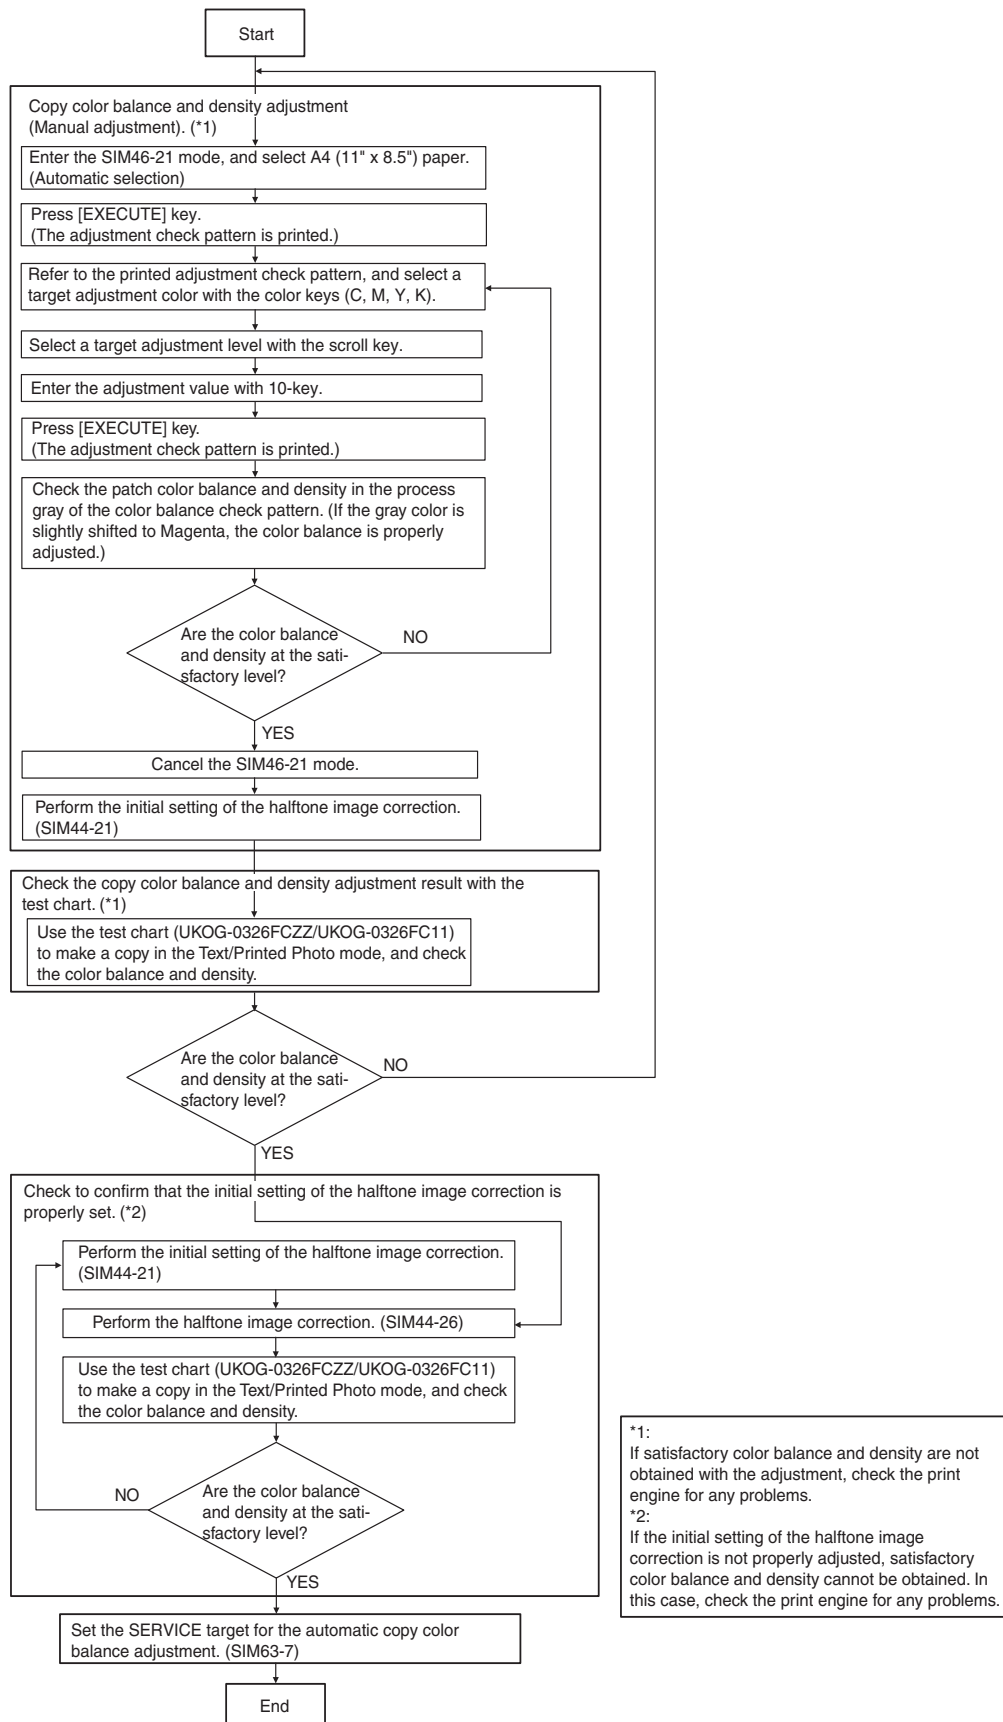 Start
Copy color balance and density adjustment
(Manual adjustment). (*1)
Enter the SIM46-21 mode, and select A4 (11" x 8.5") paper.
(Automatic selection)
Press [EXECUTE] key.
(The adjustment check pattern is printed.)
Refer to the printed adjustment check pattern, and select a
target adjustment color with the color keys (C, M, Y, K).
Select a target adjustment level with the scroll key.
Enter the adjustment value with 10-key.
Press [EXECUTE] key.
(The adjustment check pattern is printed.)
Check the patch color balance and density in the process
gray of the color balance check pattern. (If the gray color is
slightly shifted to Magenta, the color balance is properly
adjusted.)
Are the color balance
and density at the sati-
sfactory level?
NO
YES
Cancel the SIM46-21 mode.
Perform the initial setting of the halftone image correction.
(SIM44-21)
Check the copy color balance and density adjustment result with the
test chart. (*1)
Use the test chart (UKOG-0326FCZZ/UKOG-0326FC11)
to make a copy in the Text/Printed Photo mode, and check
the color balance and density.
Are the color balance
and density at the sati-
sfactory level?
NO
YES
Check to confirm that the initial setting of the halftone image correction is
properly set. (*2)
Perform the initial setting of the halftone image correction.
(SIM44-21)
Perform the halftone image correction. (SIM44-26)
Use the test chart (UKOG-0326FCZZ/UKOG-0326FC11)
to make a copy in the Text/Printed Photo mode, and check
the color balance and density.
Are the color balance
and density at the sati-
sfactory level?
NO
YES
Set the SERVICE target for the automatic copy color
balance adjustment. (SIM63-7)
End
*1:
If satisfactory color balance and density are not
obtained with the adjustment, check the print
engine for any problems.
*2:
If the initial setting of the halftone image
correction is not properly adjusted, satisfactory
color balance and density cannot be obtained. In
this case, check the print engine for any problems.